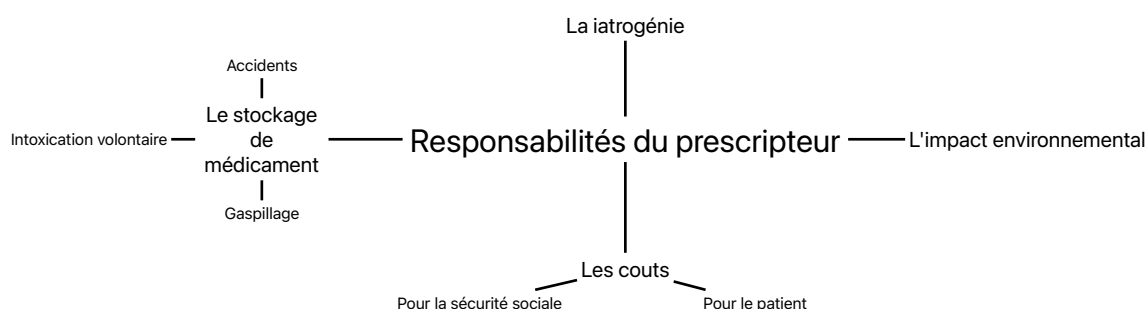 La iatrogénie
Accidents
Le stockage
de
médicament
Intoxication volontaire
Gaspillage
Responsabilités du prescripteur
L'impact environnemental
Les couts
Pour la sécurité sociale
Pour le patient